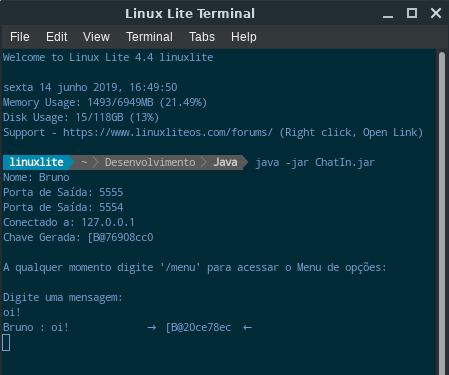 Linux Lite Terminal
File Edit View Terminal Tabs Help
Welcome to Linux Lite 4.4 linuxlite
sexta 14 junho 2019, 16:49:50
Memory Usage: 1493/6949MB (21.49%)
Disk Usage: 15/118GB (13%)
Support - https://www.linuxliteos.com/forums/ (Right click, Open Link)
linuxlite ~ Desenvolvimento Java java -jar ChatIn.jar
Nome: Bruno
Porta de Saída: 5555
Porta de Saída: 5554
Conectado a: 127.0.0.1
Chave Gerada: [B@76908cc0
A qualquer momento digite '/menu' para acessar o Menu de opções:
Digite uma mensagem:
oi!
Bruno : oi! → [B@20ce78ec ←